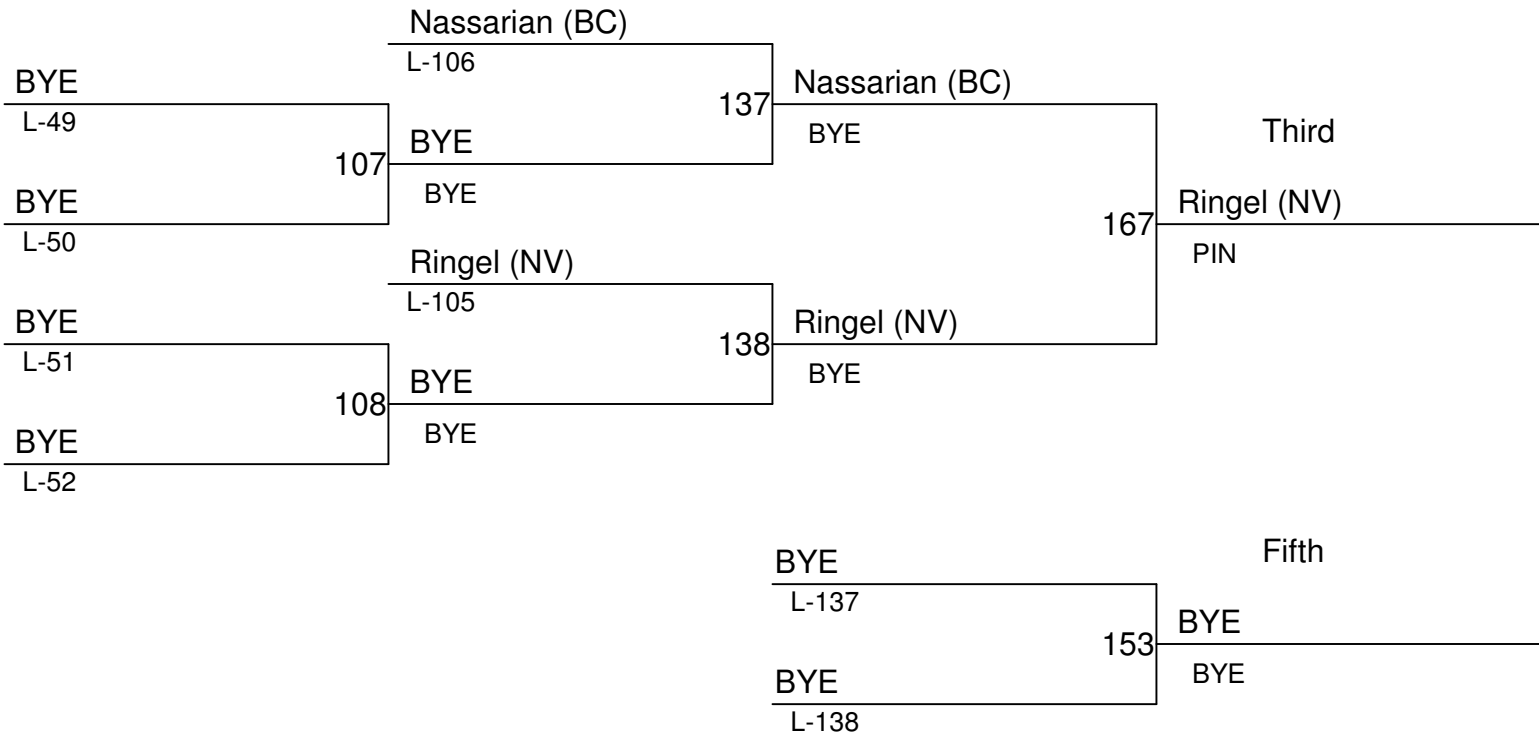 Nassarian (BC)
L-106
BYE
L-49
137
Nassarian (BC)
BYE
Third
107
BYE
BYE
BYE
L-50
167
Ringel (NV)
PIN
Ringel (NV)
L-105
BYE
L-51
138
Ringel (NV)
BYE
108
BYE
BYE
BYE
L-52
Fifth
BYE
L-137
153
BYE
BYE
BYE
L-138